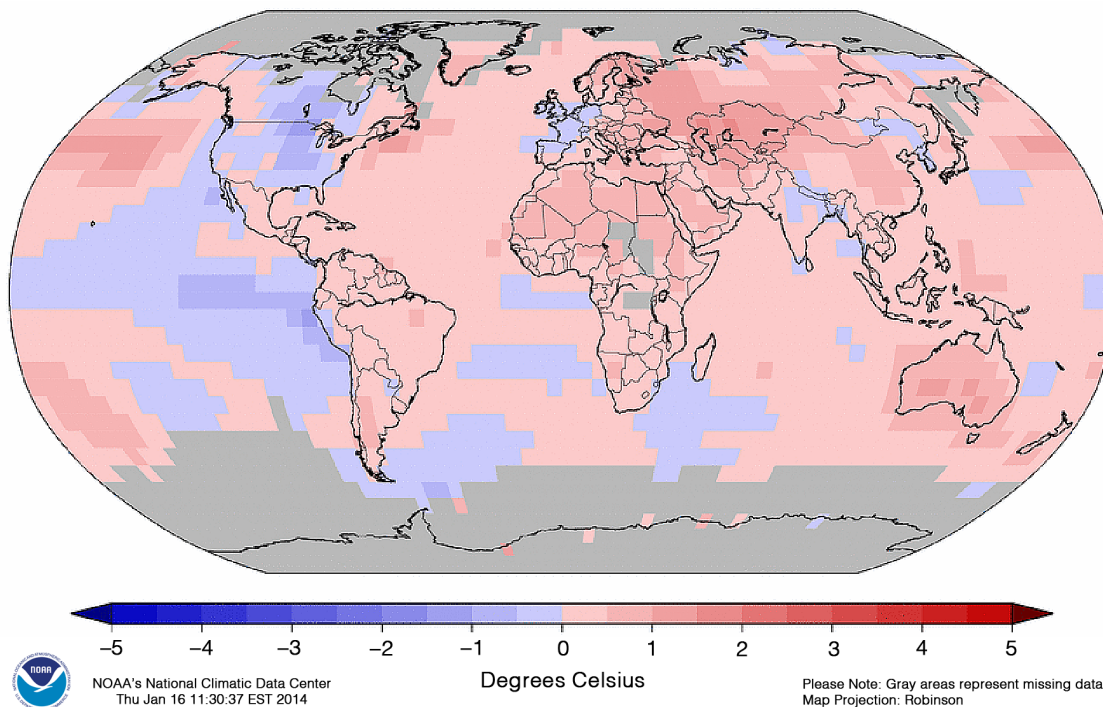 −5 −4 −3 −2 −1 0 1 2 3 4 5
Degrees Celsius
NOAA
NOAA's National Climatic Data Center
Thu Jan 16 11:30:37 EST 2014
Please Note: Gray areas represent missing data
Map Projection: Robinson